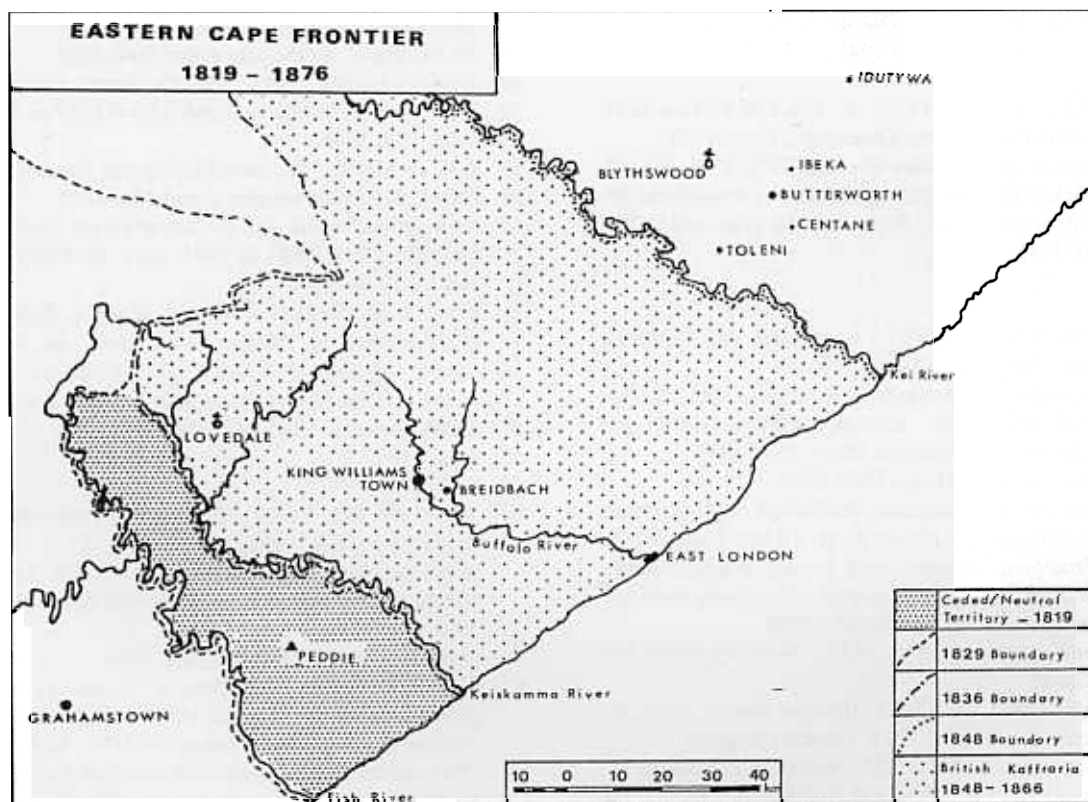 EASTERN CAPE FRONTIER
1819 – 1876
IDUTYWA
BLYTHSWOOD
IBEKA
BUTTERWORTH
CENTANE
TOLENI
Kei River
LOVEDALE
KING WILLIAMS
TOWN
BREIDBACH
Buffalo River
EAST LONDON
PEDDIE
Keiskamma River
GRAHAMSTOWN
Fish River
Ceded/Neutral
Territory – 1819
1829 Boundary
1836 Boundary
1848 Boundary
British Kaffraria
1848–1866
10 0 10 20 30 40